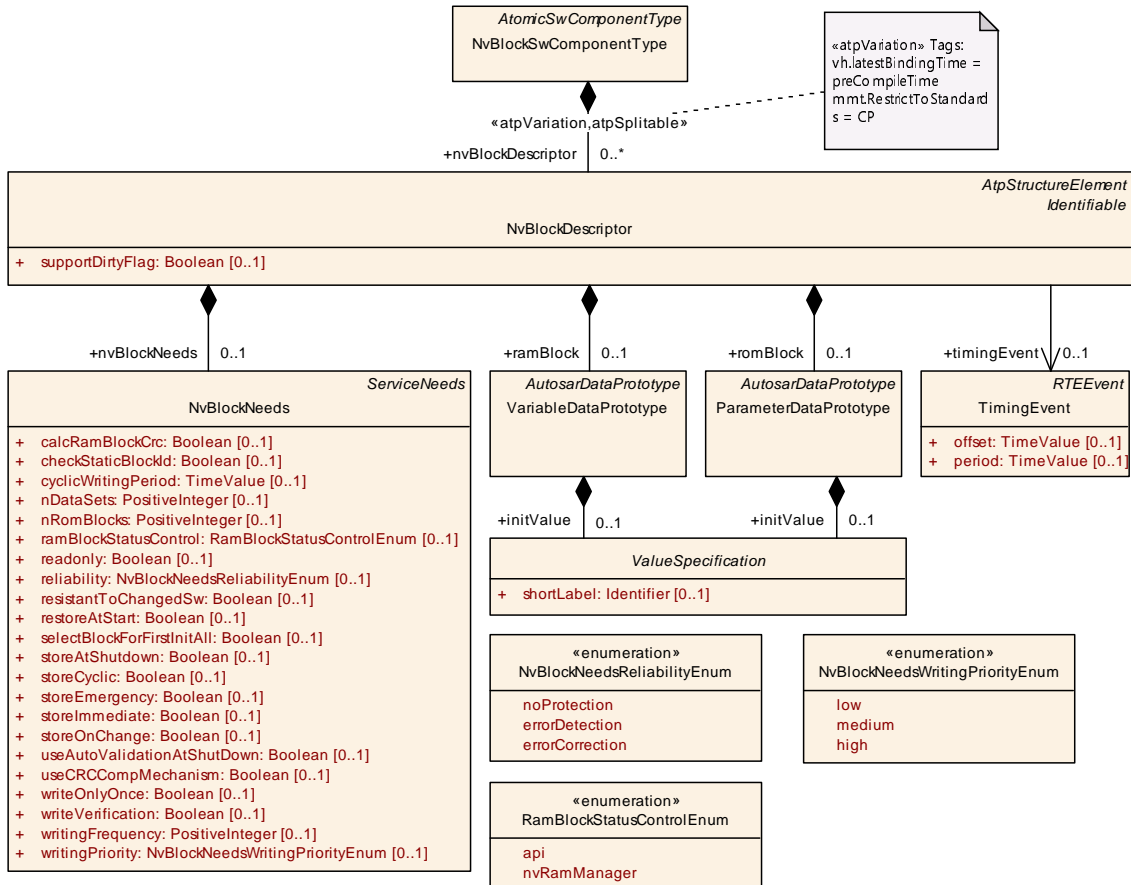 AtomicSwComponentType
NvBlockSwComponentType
«atpVariation» Tags:
vh.latestBindingTime =
preCompileTime
mmt.RestrictToStandard
s = CP
«atpVariation,atpSplitable»
+nvBlockDescriptor 0..*
AtpStructureElement
Identifiable
NvBlockDescriptor
+ supportDirtyFlag: Boolean [0..1]
+nvBlockNeeds 0..1
+ramBlock 0..1
+romBlock 0..1
+timingEvent 0..1
ServiceNeeds
NvBlockNeeds
+ calcRamBlockCrc: Boolean [0..1]
+ checkStaticBlockId: Boolean [0..1]
+ cyclicWritingPeriod: TimeValue [0..1]
+ nDataSets: PositiveInteger [0..1]
+ nRomBlocks: PositiveInteger [0..1]
+ ramBlockStatusControl: RamBlockStatusControlEnum [0..1]
+ readonly: Boolean [0..1]
+ reliability: NvBlockNeedsReliabilityEnum [0..1]
+ resistantToChangedSw: Boolean [0..1]
+ restoreAtStart: Boolean [0..1]
+ selectBlockForFirstInitAll: Boolean [0..1]
+ storeAtShutdown: Boolean [0..1]
+ storeCyclic: Boolean [0..1]
+ storeEmergency: Boolean [0..1]
+ storeImmediate: Boolean [0..1]
+ storeOnChange: Boolean [0..1]
+ useAutoValidationAtShutDown: Boolean [0..1]
+ useCRCCompMechanism: Boolean [0..1]
+ writeOnlyOnce: Boolean [0..1]
+ writeVerification: Boolean [0..1]
+ writingFrequency: PositiveInteger [0..1]
+ writingPriority: NvBlockNeedsWritingPriorityEnum [0..1]
AutosarDataPrototype
VariableDataPrototype
AutosarDataPrototype
ParameterDataPrototype
RTEEvent
TimingEvent
+ offset: TimeValue [0..1]
+ period: TimeValue [0..1]
+initValue 0..1
+initValue 0..1
ValueSpecification
+ shortLabel: Identifier [0..1]
«enumeration»
NvBlockNeedsReliabilityEnum
noProtection
errorDetection
errorCorrection
«enumeration»
NvBlockNeedsWritingPriorityEnum
low
medium
high
«enumeration»
RamBlockStatusControlEnum
api
nvRamManager